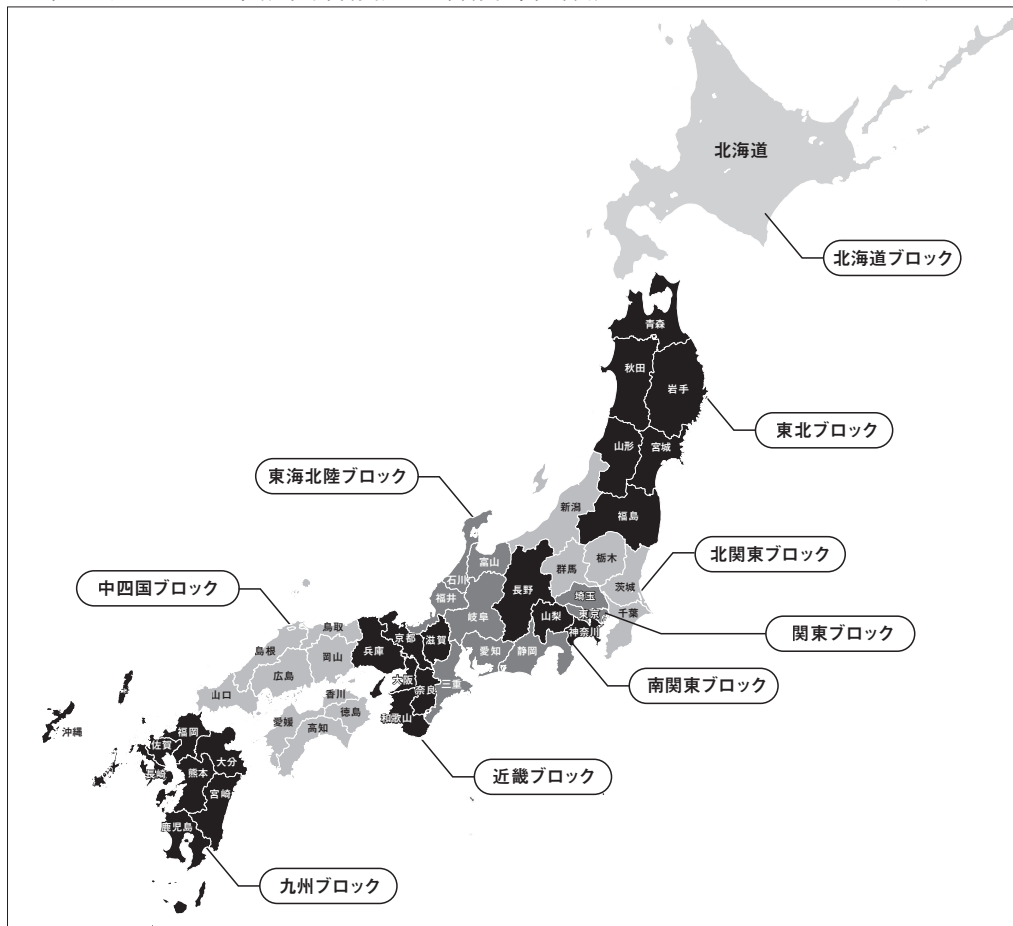 北海道
北海道ブロック
青森
秋田
岩手
東北ブロック
山形
宮城
東海北陸ブロック
新潟
福島
北関東ブロック
栃木
群馬
富山
石川
茨城
長野
中四国ブロック
福井
埼玉
千葉
東京
山梨
岐阜
鳥取
神奈川
関東ブロック
京都
滋賀
島根
兵庫
愛知
静岡
岡山
南関東ブロック
広島
大阪
奈良
三重
山口
香川
徳島
和歌山
愛媛
高知
沖縄
福岡
佐賀
大分
長崎
熊本
近畿ブロック
宮崎
鹿児島
九州ブロック